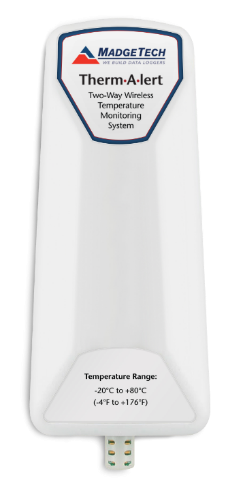 MADGETECH
WE BUILD DATA LOGGERS
Therm•A•lert
Two-Way Wireless
Temperature
Monitoring
System
Temperature Range:
-20°C to +80°C
(-4°F to +176°F)